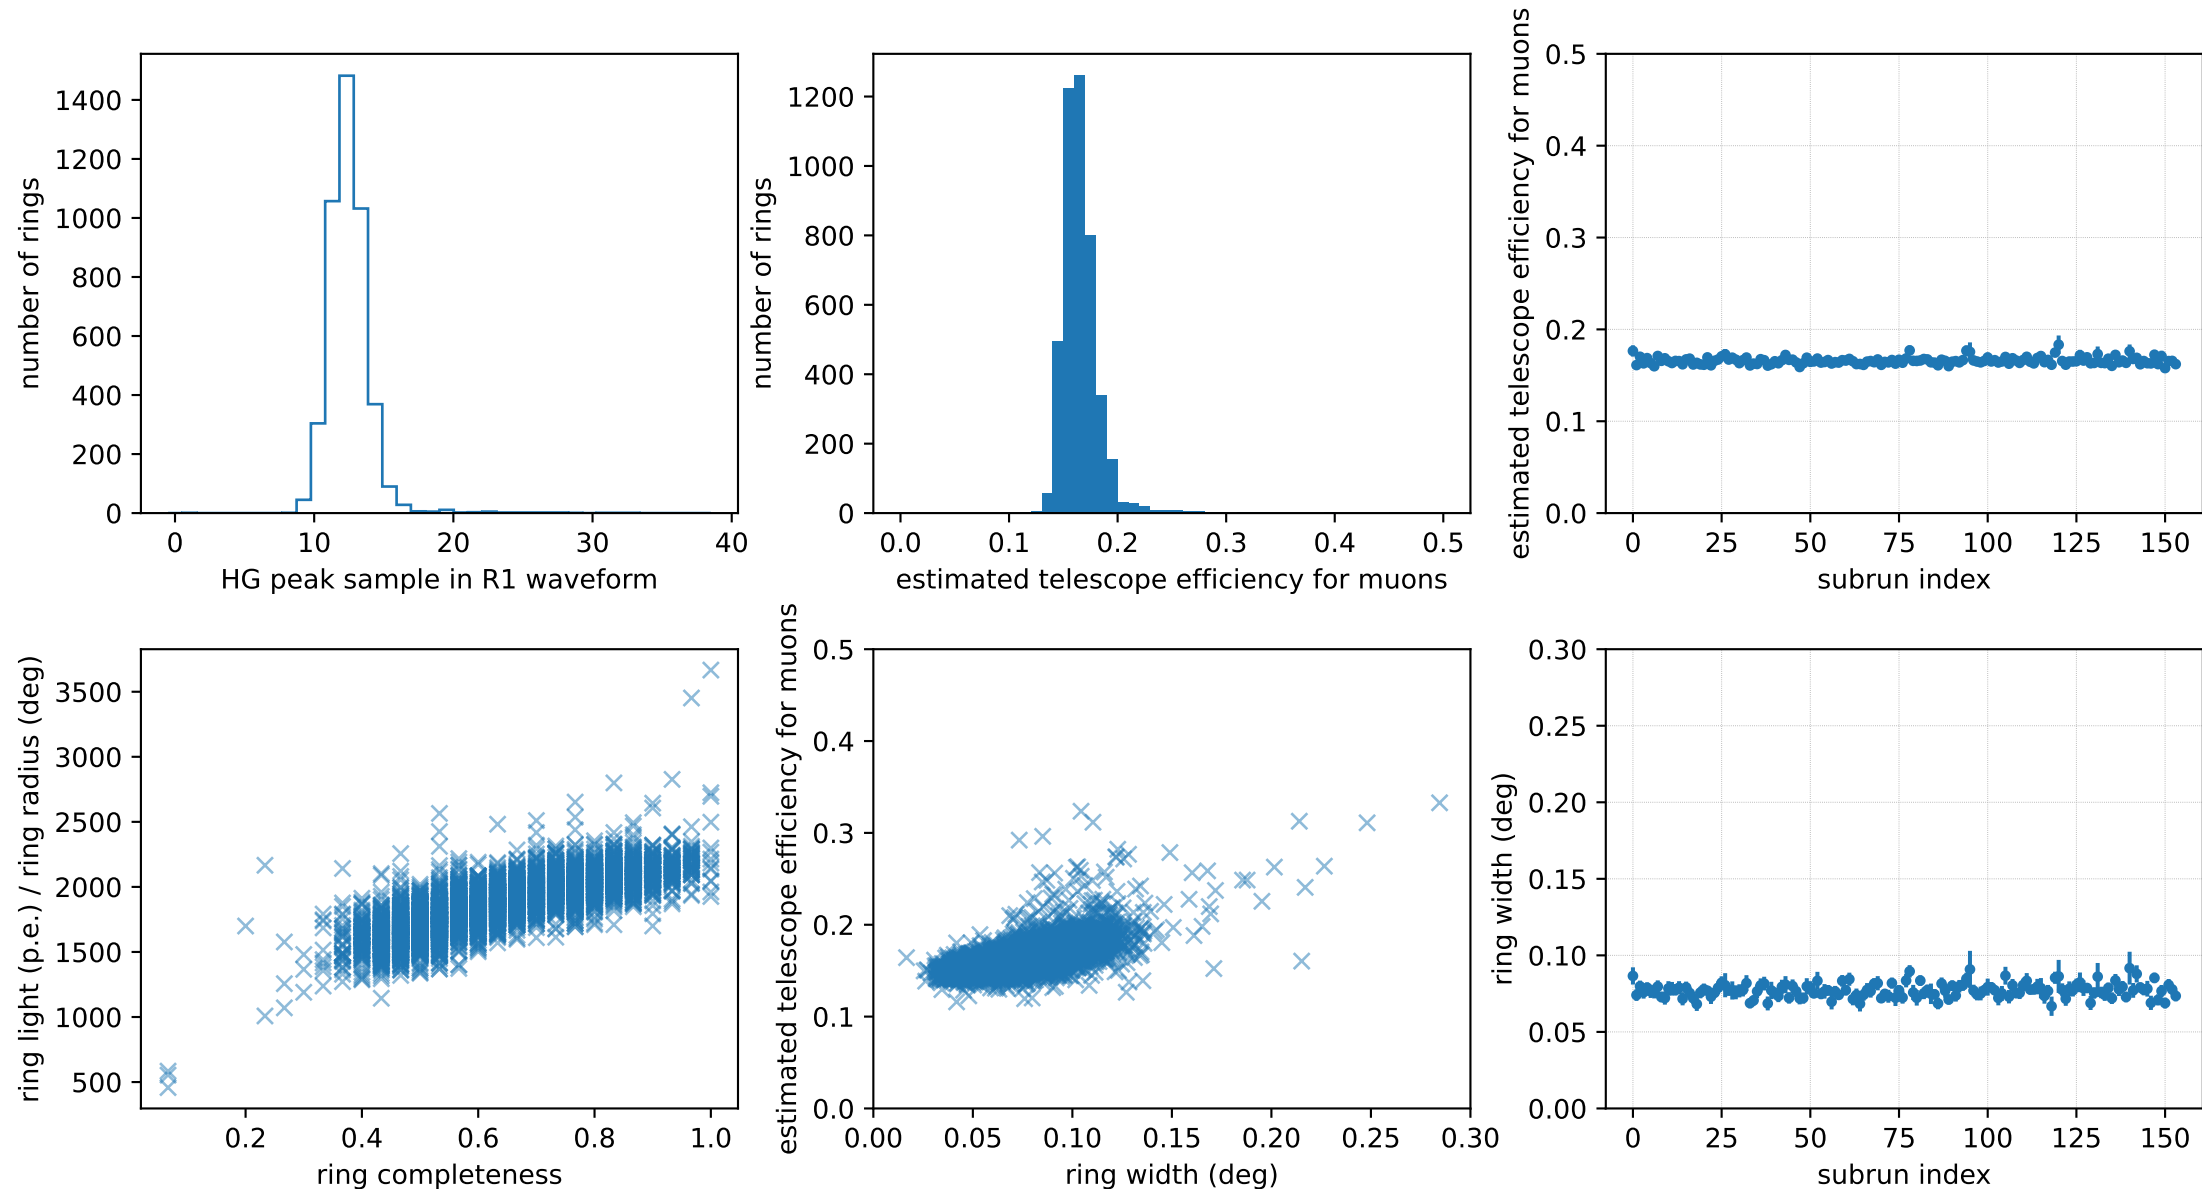 number of rings
1400
1200
1000
800
600
400
200
0
0 10 20 30 40
HG peak sample in R1 waveform
number of rings
1200
1000
800
600
400
200
0
0.0 0.1 0.2 0.3 0.4 0.5
estimated telescope efficiency for muons
estimated telescope efficiency for muons
0.5
0.4
0.3
0.2
0.1
0.0
0 25 50 75 100 125 150
subrun index
ring light (p.e.) / ring radius (deg)
3500
3000
2500
2000
1500
1000
500
0.2 0.4 0.6 0.8 1.0
ring completeness
estimated telescope efficiency for muons
0.5
0.4
0.3
0.2
0.1
0.0
0.00 0.05 0.10 0.15 0.20 0.25 0.30
ring width (deg)
ring width (deg)
0.30
0.25
0.20
0.15
0.10
0.05
0.00
0 25 50 75 100 125 150
subrun index